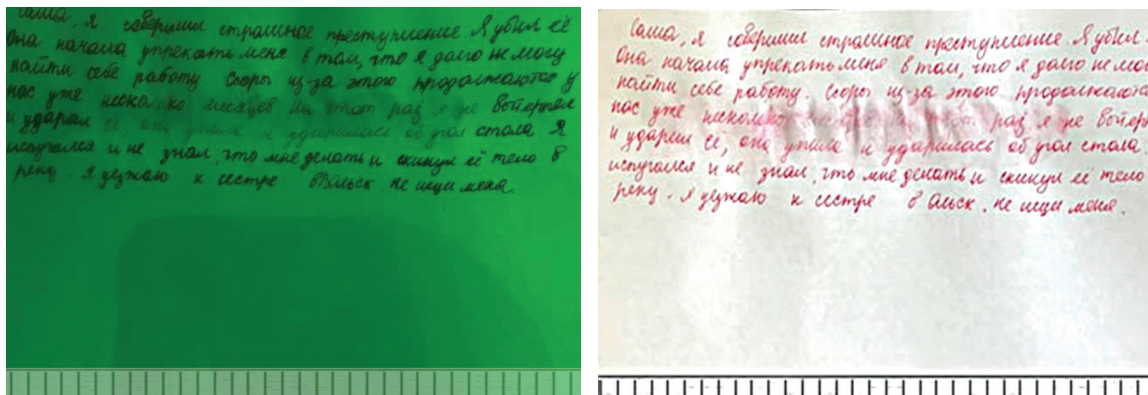 Саша, я совершил страшное преступление Я убил её
Она начала упрекать меня в том, что я долго не могу
найти себе работу Ссоры из-за этого продолжаются у
нас уже несколько месяцев На этот раз я не
и ударил её, она упала и ударилась об угол стола Я
испугался и не знал, что мне делать и скинул её тело в
реку. Я уезжаю к сестре не ищи меня.
Саша, я совершил страшное преступление. Я убил
Она начала упрекать меня в том, что я долго не могу
найти себе работу. Ссоры из-за этого продолжаются
нас уже несколько раз я не
и ударил её, она упала и ударилась об угол стола.
испугался и не знал, что мне делать и скинул её тело
реку. Я уезжаю к сестре в не ищи меня.